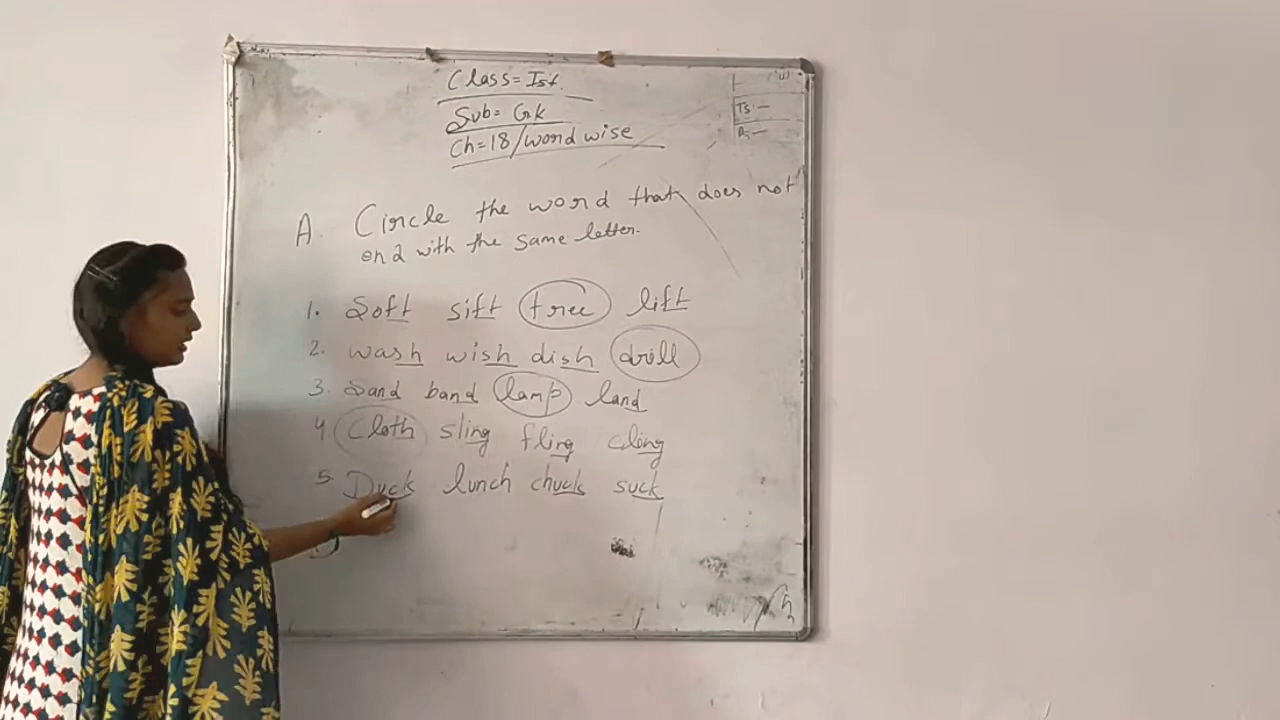 Class = Ist.
Sub = G.k
Ch = 18/word wise
Ts. —
A. Circle the word that does not
end with the same letter.
1. Soft sift tree lift
2. wash wish dish drill
3. Sand band lamp land
4. Cloth sling fling cling
5. Duck lunch chuck suck